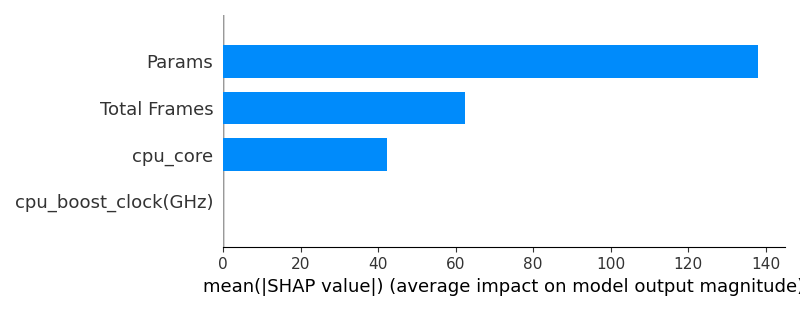 Params
Total Frames
cpu_core
cpu_boost_clock(GHz)
0 20 40 60 80 100 120 140
mean(|SHAP value|) (average impact on model output magnitude)